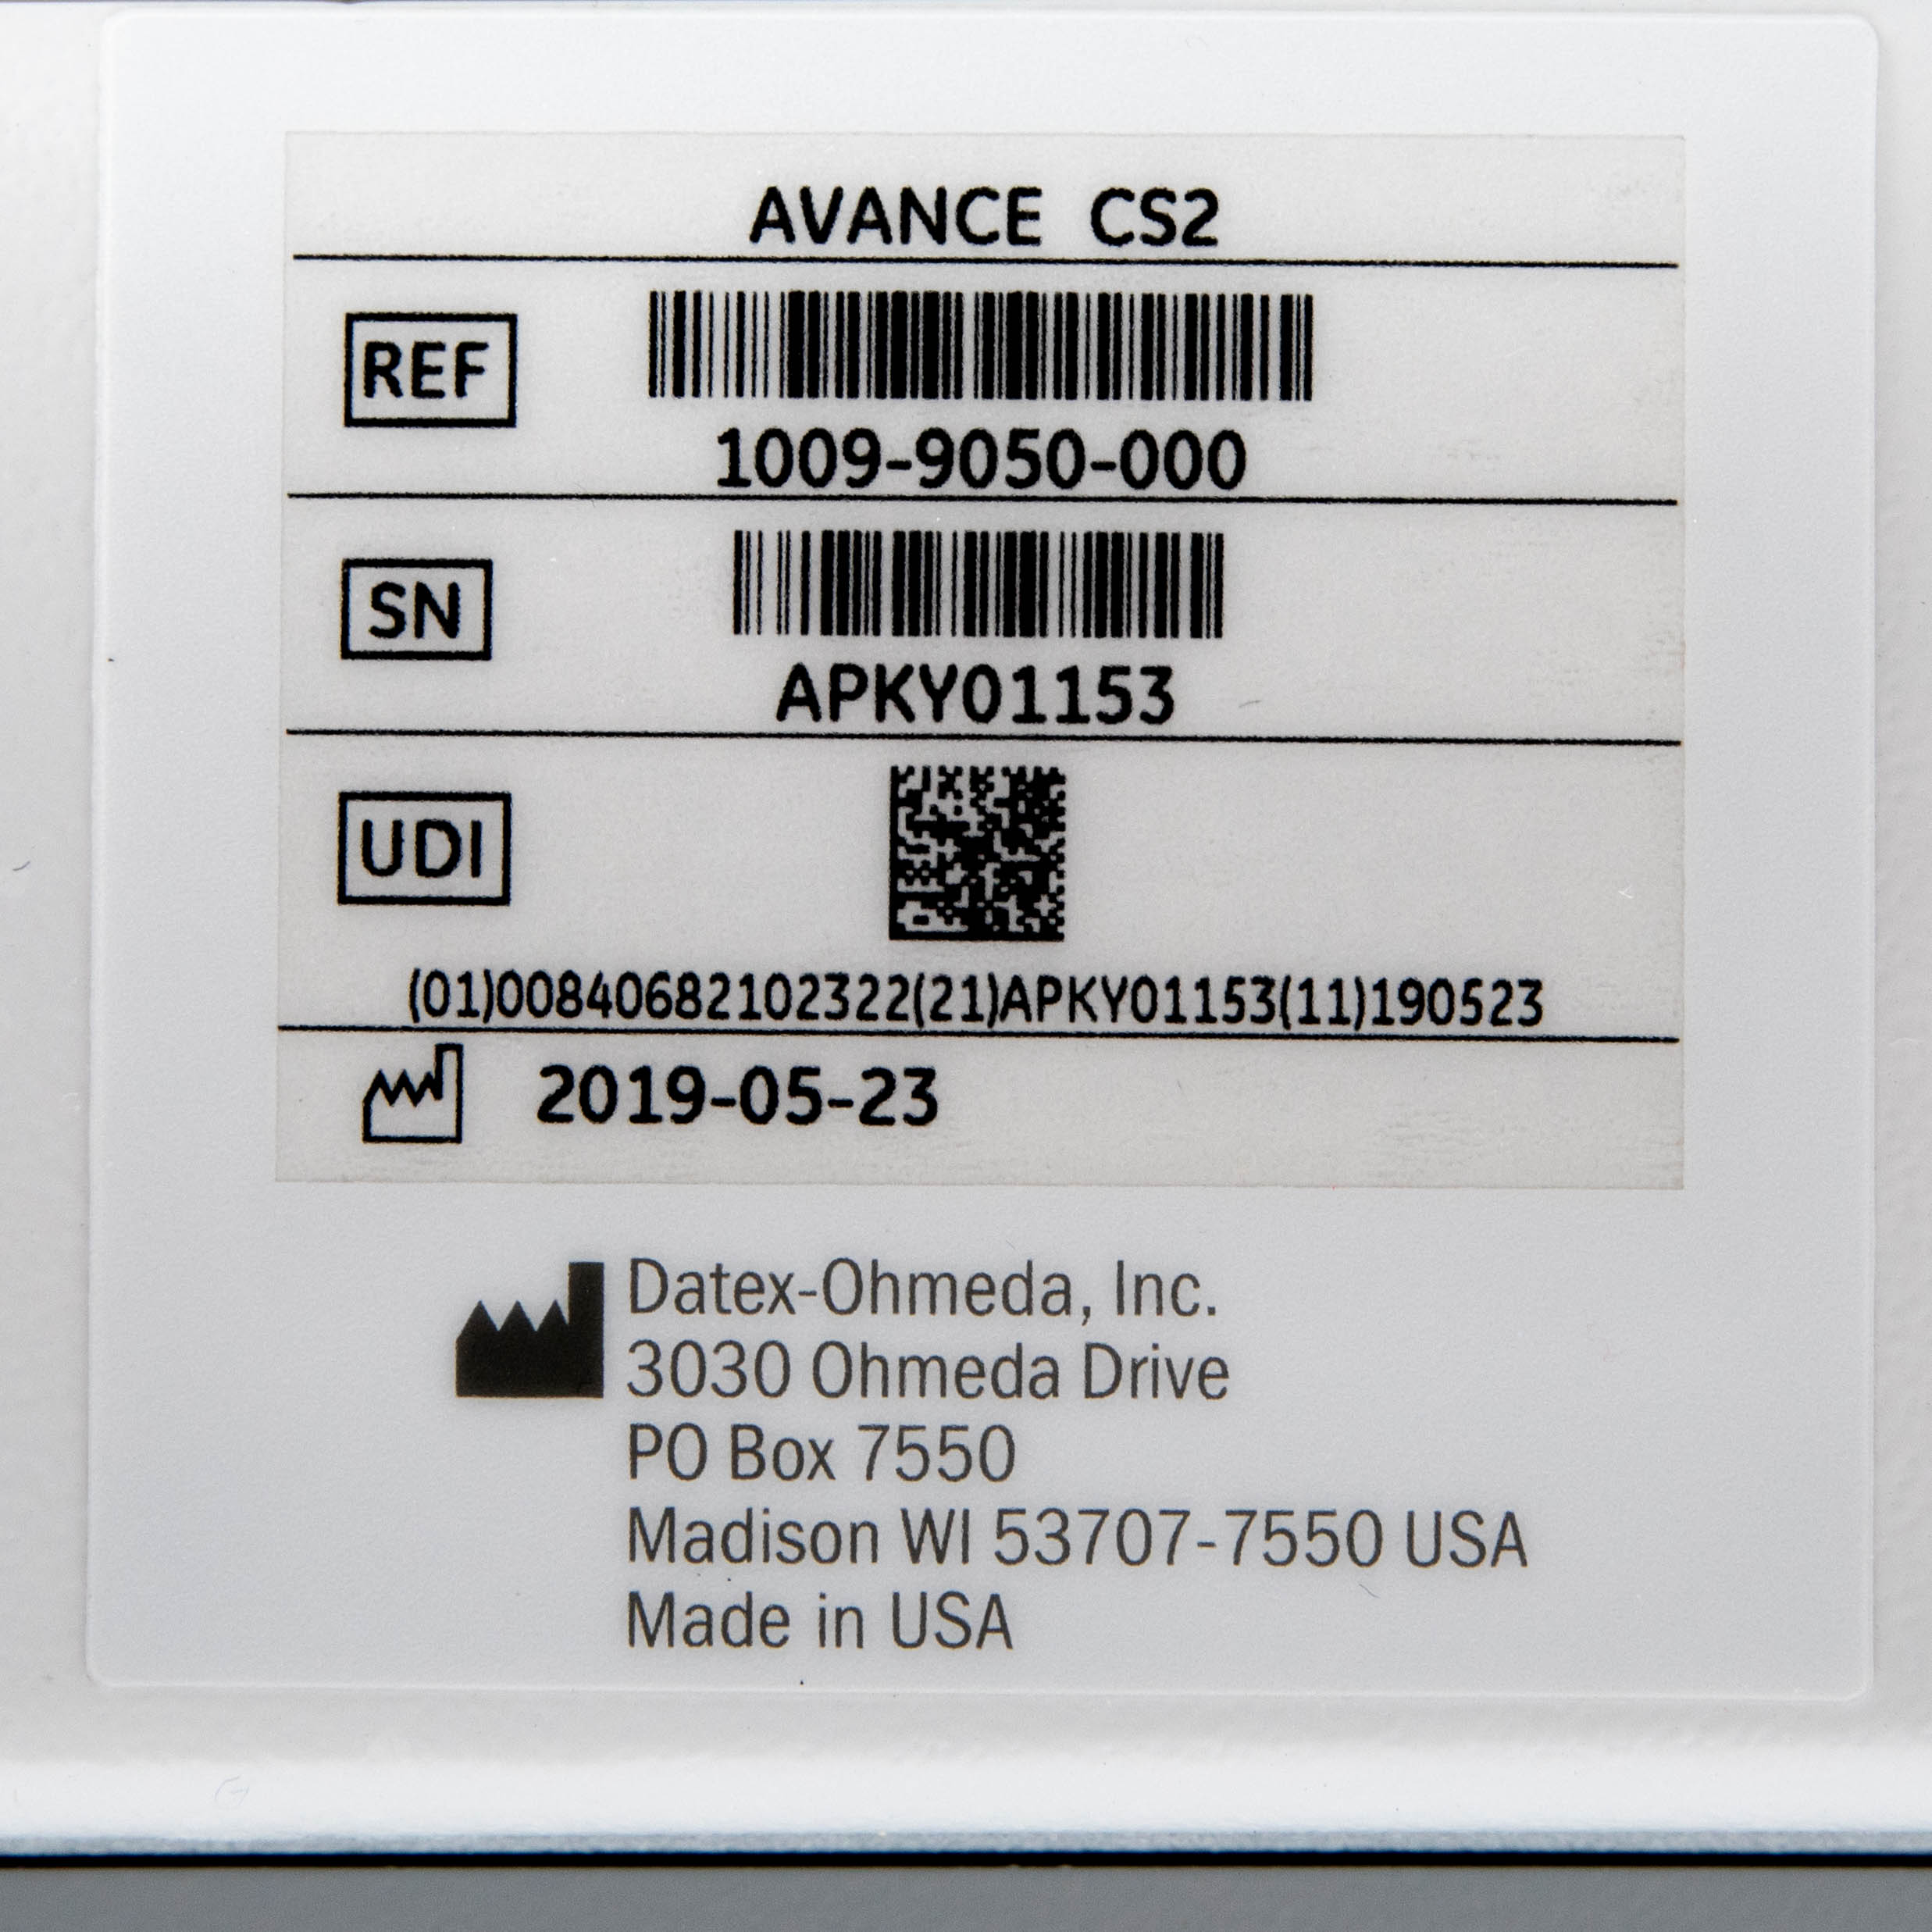 AVANCE CS2
REF
1009-9050-000
SN
APKY01153
UDI
(01)00840682102322(21)APKY01153(11)190523
2019-05-23
Datex-Ohmeda, Inc.
3030 Ohmeda Drive
PO Box 7550
Madison WI 53707-7550 USA
Made in USA